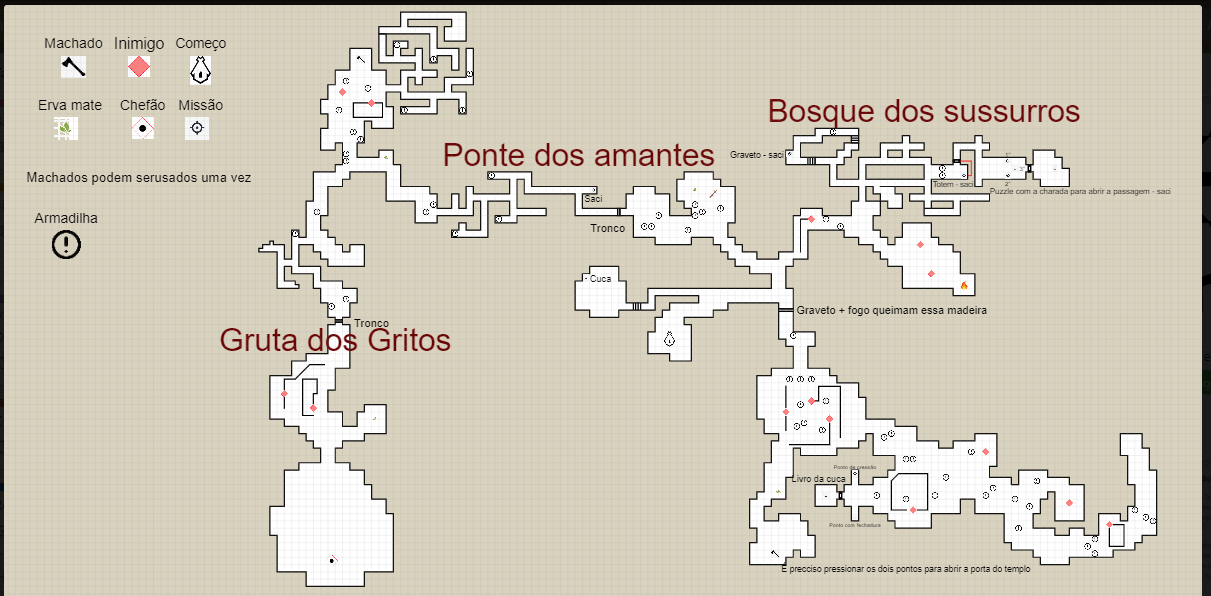 Machado
Inimigo
Começo
Erva mate
Chefão
Missão
Machados podem serusados uma vez
Armadilha
Bosque dos sussurros
Ponte dos amantes
Graveto - saci
Totem - saci
Puzzle com a charada para abrir a passagem - saci
Saci
Tronco
- Cuca
Graveto + fogo queimam essa madeira
Tronco
Gruta dos Gritos
Ponto de pressão
Livro da cuca
Ponto com fechadura
É precciso pressionar os dois pontos para abrir a porta do templo